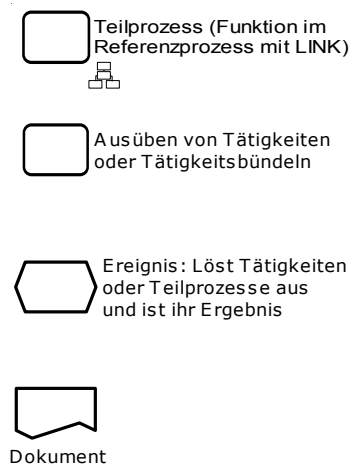 Teilprozess (Funktion im
Referenzprozess mit LINK)
Ausüben von Tätigkeiten
oder Tätigkeitsbündeln
Ereignis: Löst Tätigkeiten
oder Teilprozesse aus
und ist ihr Ergebnis
Dokument